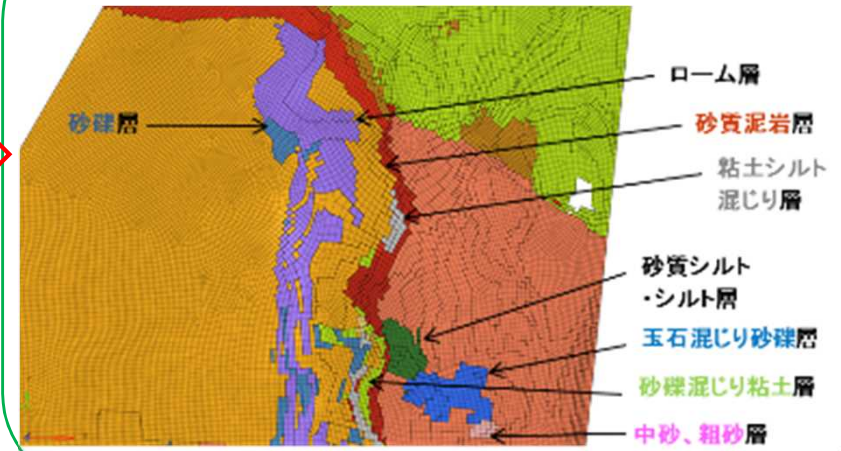 ローム層
砂礫層
砂質泥岩層
粘土シルト
混じり層
砂質シルト
・シルト層
玉石混じり砂礫層
砂礫混じり粘土層
中砂、粗砂層